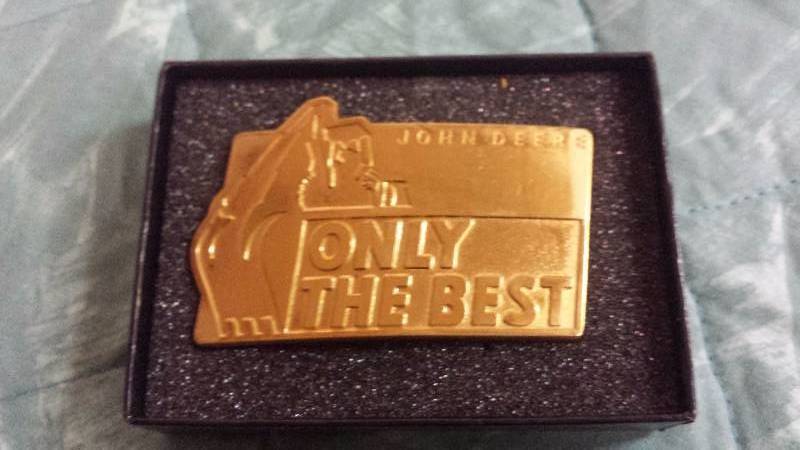 JOHN DEERE
ONLY
THE BEST